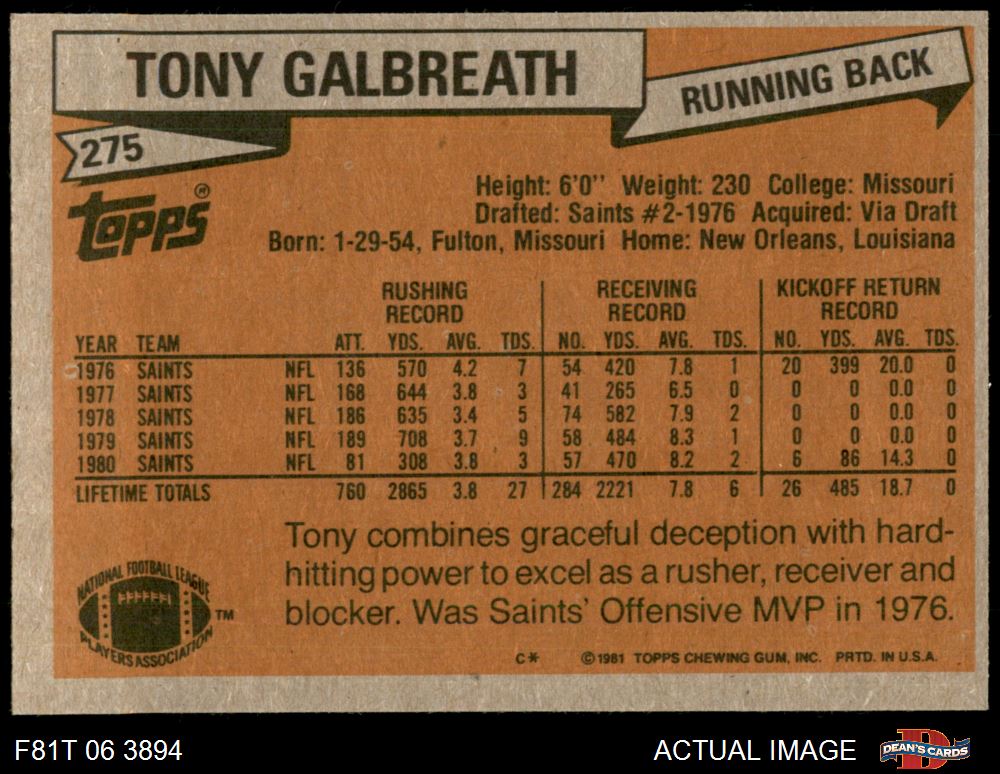 TONY GALBREATH
RUNNING BACK
275
TOPPS®
Height: 6'0'' Weight: 230 College: Missouri
Drafted: Saints #2-1976 Acquired: Via Draft
Born: 1-29-54, Fulton, Missouri Home: New Orleans, Louisiana
RUSHING RECORD RECEIVING RECORD KICKOFF RETURN RECORD
YEAR TEAM ATT. YDS. AVG. TDS. NO. YDS. AVG. TDS. NO. YDS. AVG. TDS.
1976 SAINTS NFL 136 570 4.2 7 54 420 7.8 1 20 399 20.0 0
1977 SAINTS NFL 168 644 3.8 3 41 265 6.5 0 0 0 0.0 0
1978 SAINTS NFL 186 635 3.4 5 74 582 7.9 2 0 0 0.0 0
1979 SAINTS NFL 189 708 3.7 9 58 484 8.3 1 0 0 0.0 0
1980 SAINTS NFL 81 308 3.8 3 57 470 8.2 2 6 86 14.3 0
LIFETIME TOTALS 760 2865 3.8 27 284 2221 7.8 6 26 485 18.7 0
Tony combines graceful deception with hard-
hitting power to excel as a rusher, receiver and
blocker. Was Saints' Offensive MVP in 1976.
NATIONAL FOOTBALL LEAGUE
PLAYERS ASSOCIATION
TM
C* ©1981 TOPPS CHEWING GUM, INC. PRTD. IN U.S.A.
F81T 06 3894
ACTUAL IMAGE
DEAN'S CARDS